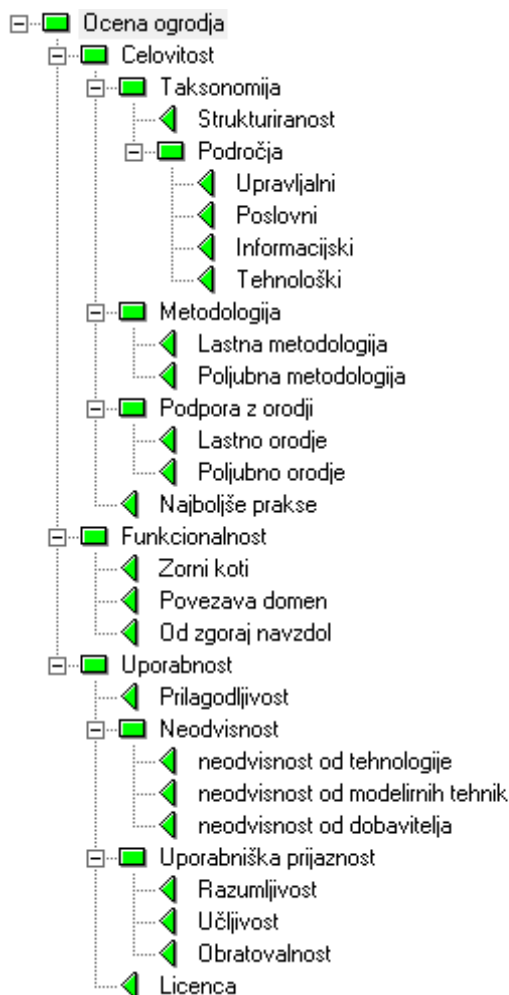 Ocena ogrodja
Celovitost
Taksonomija
Strukturiranost
Področja
Upravljalni
Poslovni
Informacijski
Tehnološki
Metodologija
Lastna metodologija
Poljubna metodologija
Podpora z orodji
Lastno orodje
Poljubno orodje
Najboljše prakse
Funkcionalnost
Zorni koti
Povezava domen
Od zgoraj navzdol
Uporabnost
Prilagodljivost
Neodvisnost
neodvisnost od tehnologije
neodvisnost od modelirnih tehnik
neodvisnost od dobavitelja
Uporabniška prijaznost
Razumljivost
Učljivost
Obratovalnost
Licenca